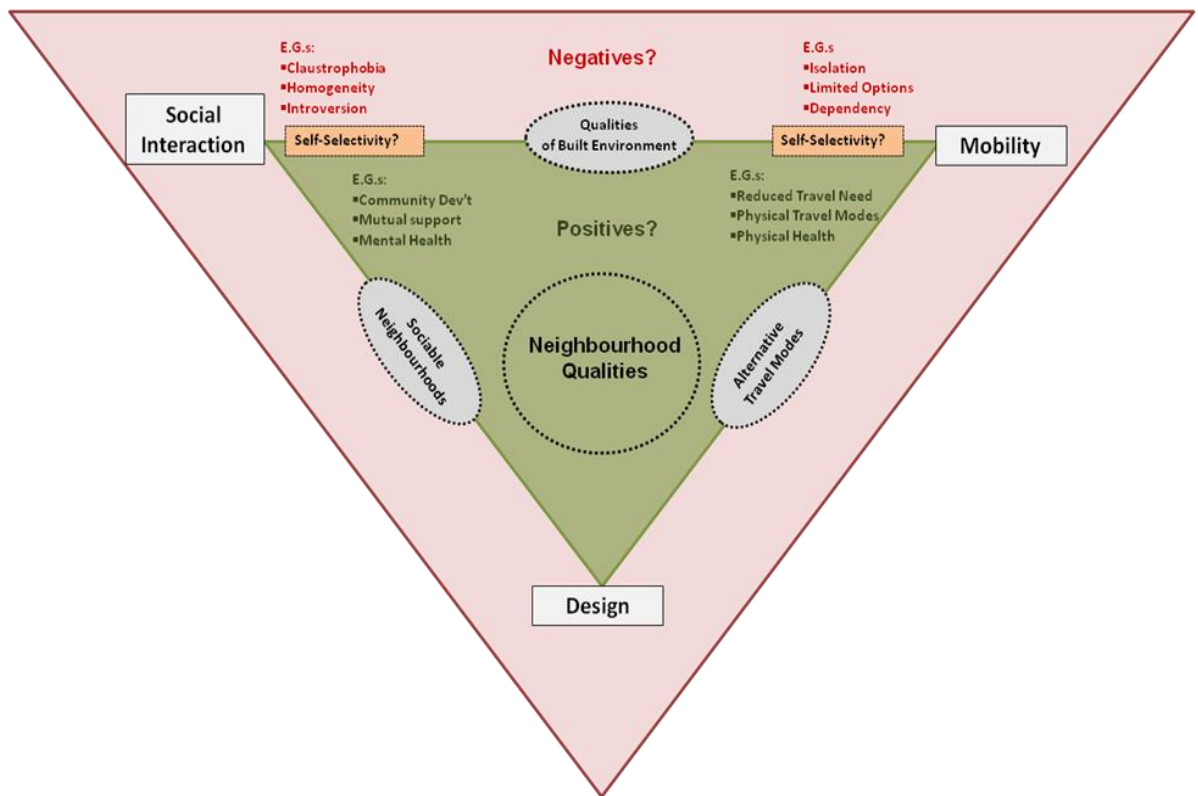 Negatives?
E.G.s:
▪Claustrophobia
▪Homogeneity
▪Introversion
E.G.s
▪Isolation
▪Limited Options
▪Dependency
Social
Interaction
Self-Selectivity?
Qualities
of Built Environment
Self-Selectivity?
Mobility
E.G.s:
▪Community Dev't
▪Mutual support
▪Mental Health
Positives?
E.G.s:
▪Reduced Travel Need
▪Physical Travel Modes
▪Physical Health
Sociable
Neighbourhoods
Neighbourhood
Qualities
Alternative
Travel Modes
Design